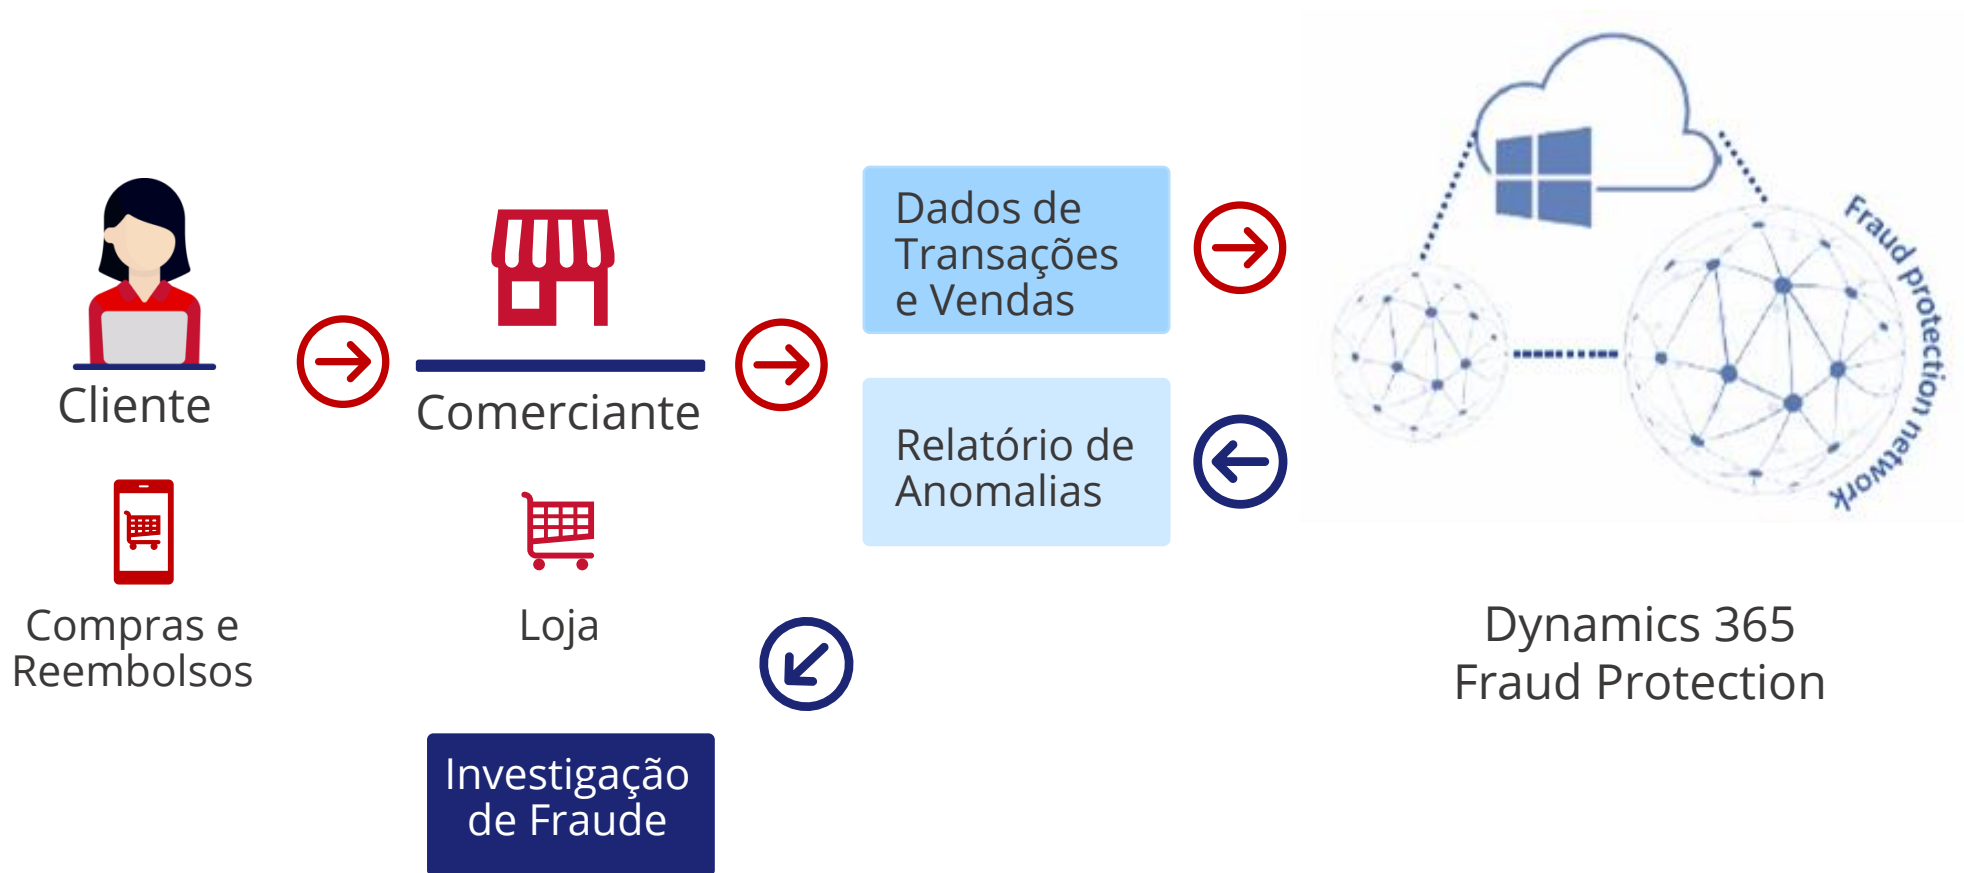 Cliente
Compras e
Reembolsos
Comerciante
Loja
Dados de
Transações
e Vendas
Relatório de
Anomalias
Investigação
de Fraude
Fraud protection network
Dynamics 365
Fraud Protection